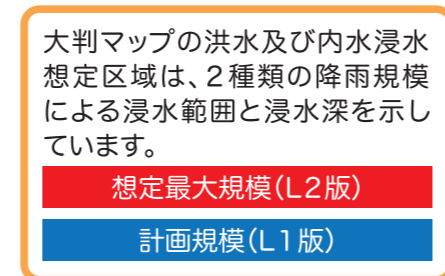 大判マップの洪水及び内水浸水
想定区域は、2種類の降雨規模
による浸水範囲と浸水深を示し
ています。
想定最大規模(L2版)
計画規模(L1版)